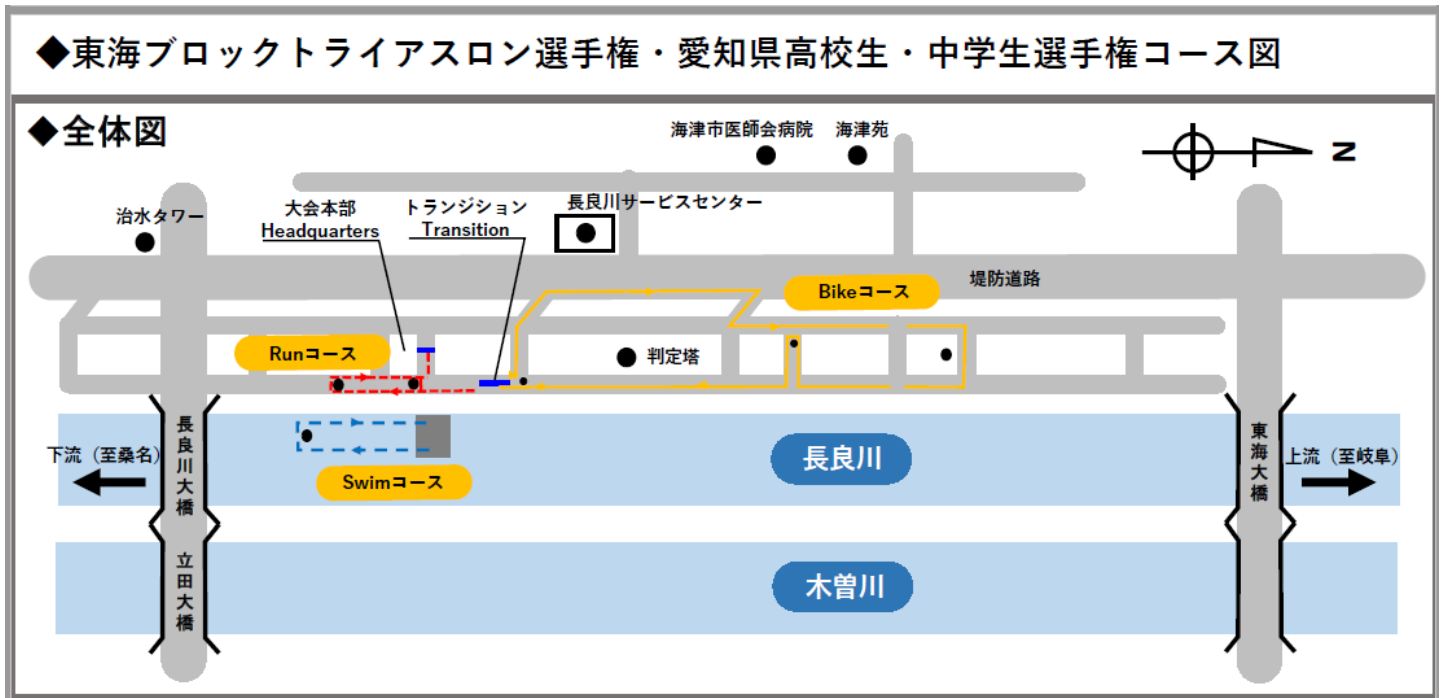 ◆東海ブロックトライアスロン選手権・愛知県高校生・中学生選手権コース図
◆全体図
海津市医師会病院
海津苑
N
治水タワー
大会本部
Headquarters
トランジション
Transition
長良川サービスセンター
Bikeコース
堤防道路
Runコース
判定塔
長良川大橋
下流（至桑名）
Swimコース
長良川
東海大橋
上流（至岐阜）
立田大橋
木曽川